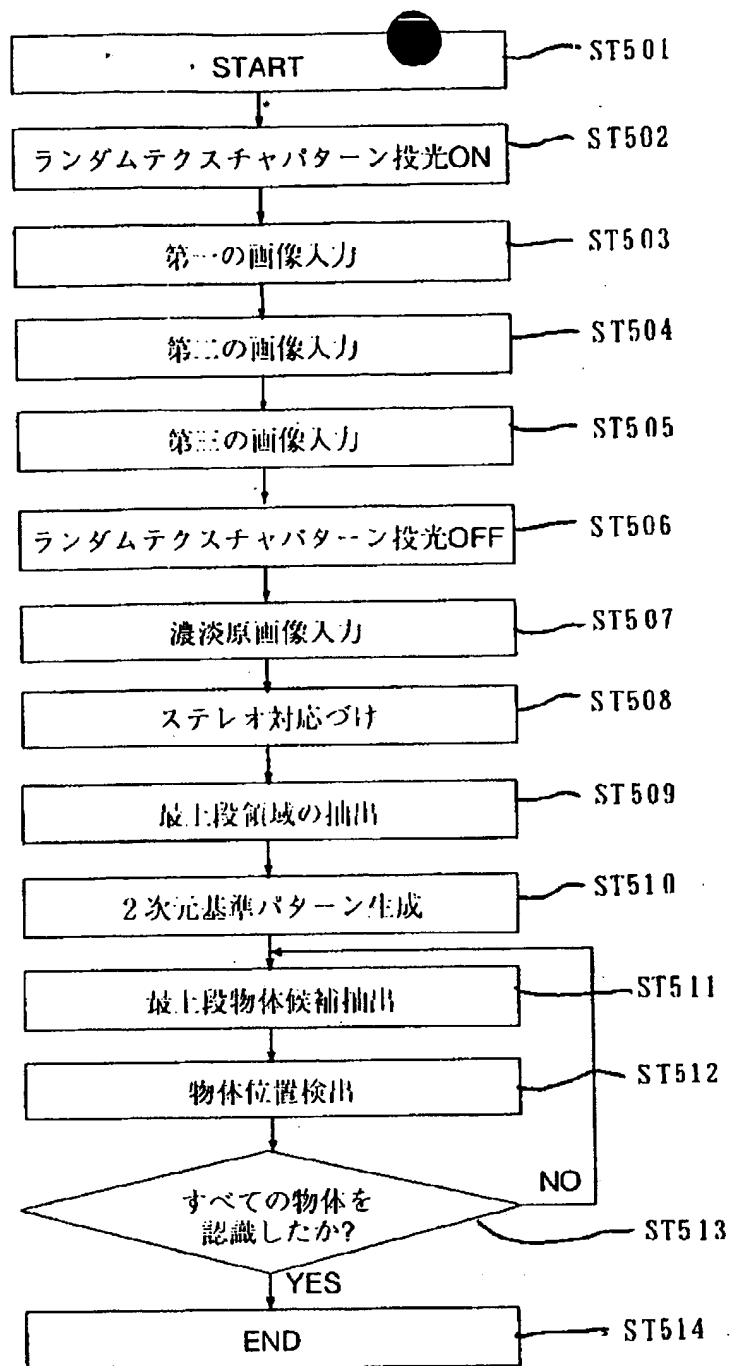 START
ST501
ランダムテクスチャパターン投光ON
ST502
第一の画像入力
ST503
第二の画像入力
ST504
第三の画像入力
ST505
ランダムテクスチャパターン投光OFF
ST506
濃淡原画像入力
ST507
ステレオ対応づけ
ST508
最上段領域の抽出
ST509
2次元基準パターン生成
ST510
最上段物体候補抽出
ST511
物体位置検出
ST512
すべての物体を
認識したか?
NO
ST513
YES
END
ST514